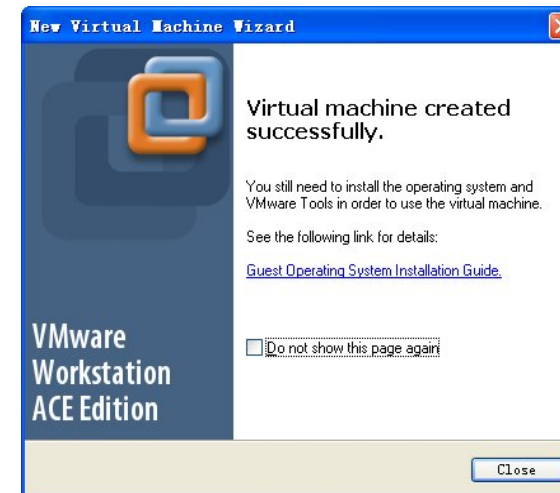 New Virtual Machine Wizard
Virtual machine created
successfully.
You still need to install the operating system and
VMware Tools in order to use the virtual machine.
See the following link for details:
Guest Operating System Installation Guide.
Do not show this page again
VMware
Workstation
ACE Edition
Close